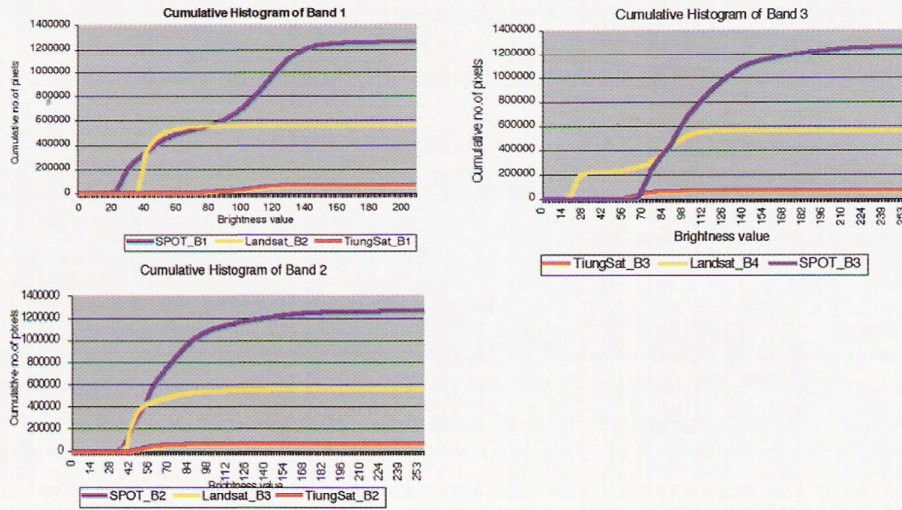 Cumulative Histogram of Band 1
Cumulative no.of pixels
1400000
1200000
1000000
800000
600000
400000
200000
0
0 20 40 60 80 100 120 140 160 180 200
Brightness value
SPOT_B1 Landsat_B2 TiungSat_B1
Cumulative Histogram of Band 3
Cumulative no.of pixels
1400000
1200000
1000000
800000
600000
400000
200000
0
0 14 28 42 56 70 84 98 112 126 140 154 168 182 196 210 224 239 253
Brightness value
TiungSat_B3 Landsat_B4 SPOT_B3
Cumulative Histogram of Band 2
Cumulative no.of pixels
1400000
1200000
1000000
800000
600000
400000
200000
0
0 14 28 42 56 70 84 98 112 126 140 154 168 182 196 210 224 239 253
Brightness value
SPOT_B2 Landsat_B3 TiungSat_B2